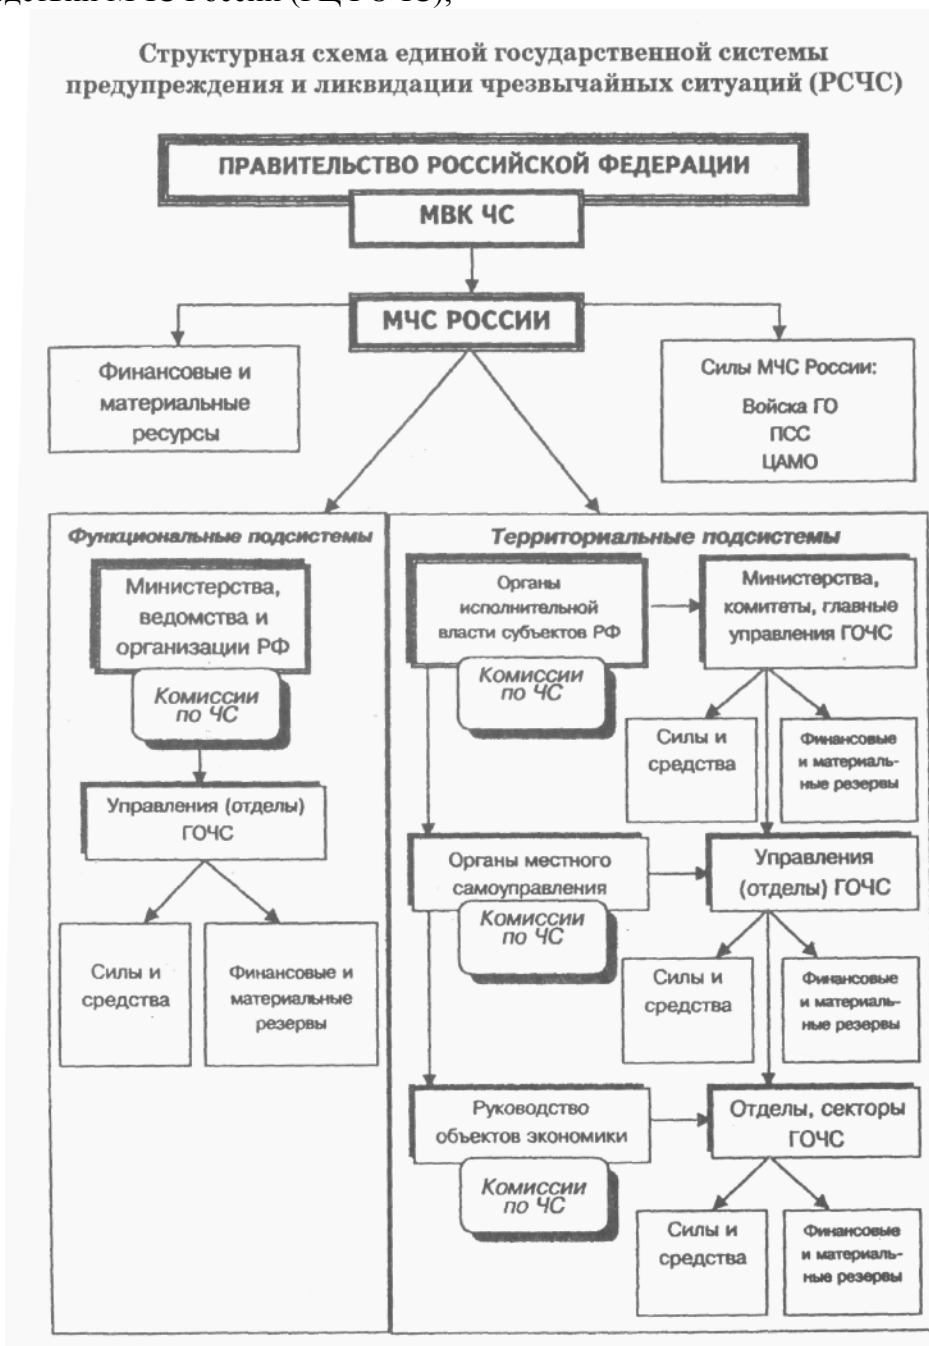 Структурная схема единой государственной системы
предупреждения и ликвидации чрезвычайных ситуаций (РСЧС)
ПРАВИТЕЛЬСТВО РОССИЙСКОЙ ФЕДЕРАЦИИ
МВК ЧС
МЧС РОССИИ
Финансовые и
материальные
ресурсы
Силы МЧС России:
Войска ГО
ПСС
ЦАМО
Функциональные подсистемы
Министерства,
ведомства и
организации РФ
Комиссии
по ЧС
Управления (отделы)
ГОЧС
Силы и
средства
Финансовые и
материальные
резервы
Территориальные подсистемы
Органы
исполнительной
власти субъектов РФ
Комиссии
по ЧС
Министерства,
комитеты, главные
управления ГОЧС
Силы и
средства
Финансовые
и материаль-
ные резервы
Органы местного
самоуправления
Комиссии
по ЧС
Управления
(отделы) ГОЧС
Силы и
средства
Финансовые
и материаль-
ные резервы
Руководство
объектов экономики
Комиссии
по ЧС
Отделы, секторы
ГОЧС
Силы и
средства
Финансовые
и материаль-
ные резервы